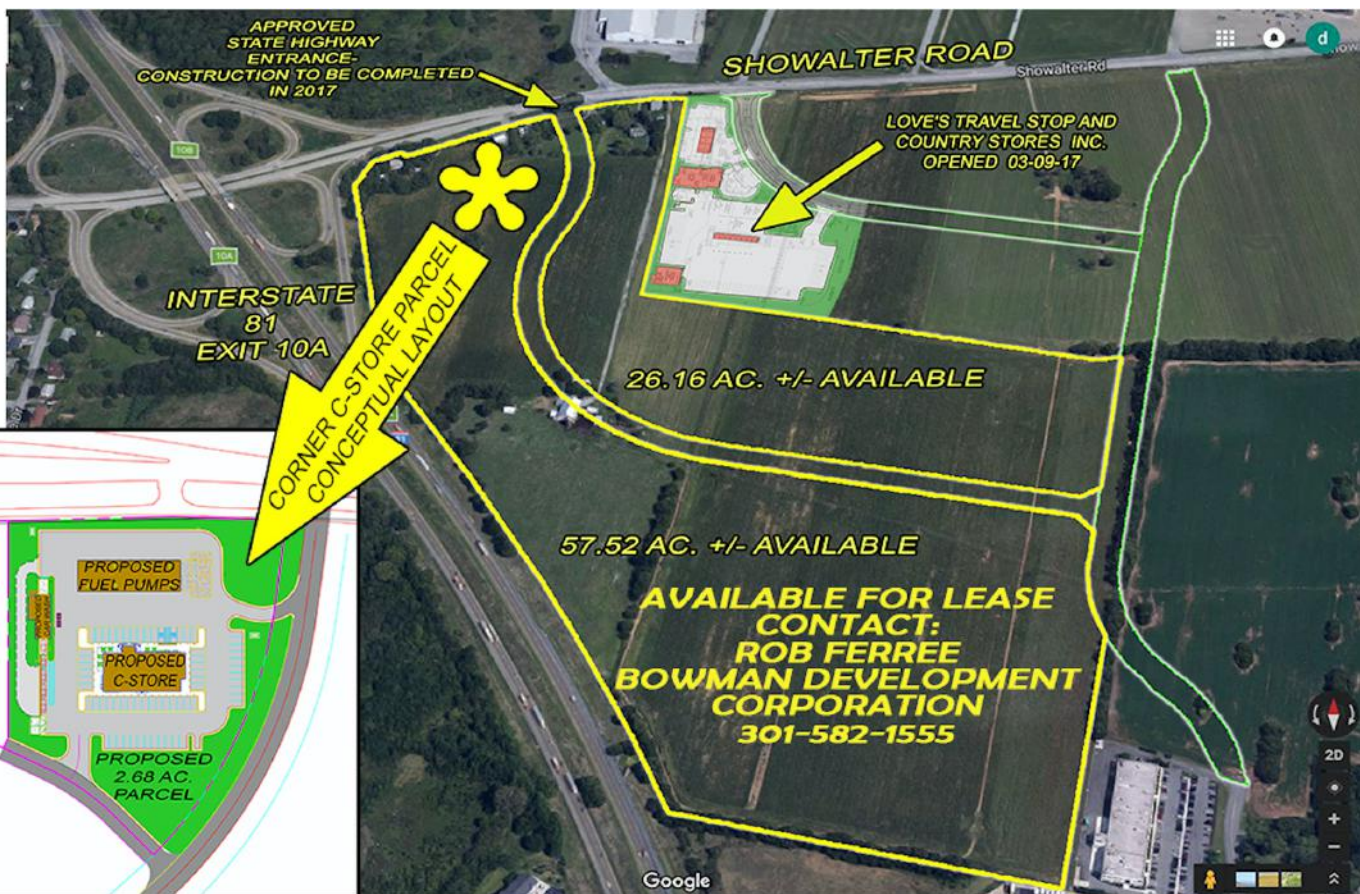 APPROVED
STATE HIGHWAY
ENTRANCE-
CONSTRUCTION TO BE COMPLETED
IN 2017
SHOWALTER ROAD
Showalter Rd
d
LOVE'S TRAVEL STOP AND
COUNTRY STORES INC.
OPENED 03-09-17
10B
10A
INTERSTATE
81
EXIT 10A
CORNER C-STORE PARCEL
CONCEPTUAL LAYOUT
26.16 AC. +/- AVAILABLE
57.52 AC. +/- AVAILABLE
AVAILABLE FOR LEASE
CONTACT:
ROB FERREE
BOWMAN DEVELOPMENT
CORPORATION
301-582-1555
PROPOSED
FUEL PUMPS
PROPOSED
CAR WASH
PROPOSED
C-STORE
PROPOSED
2.68 AC.
PARCEL
2D
Google